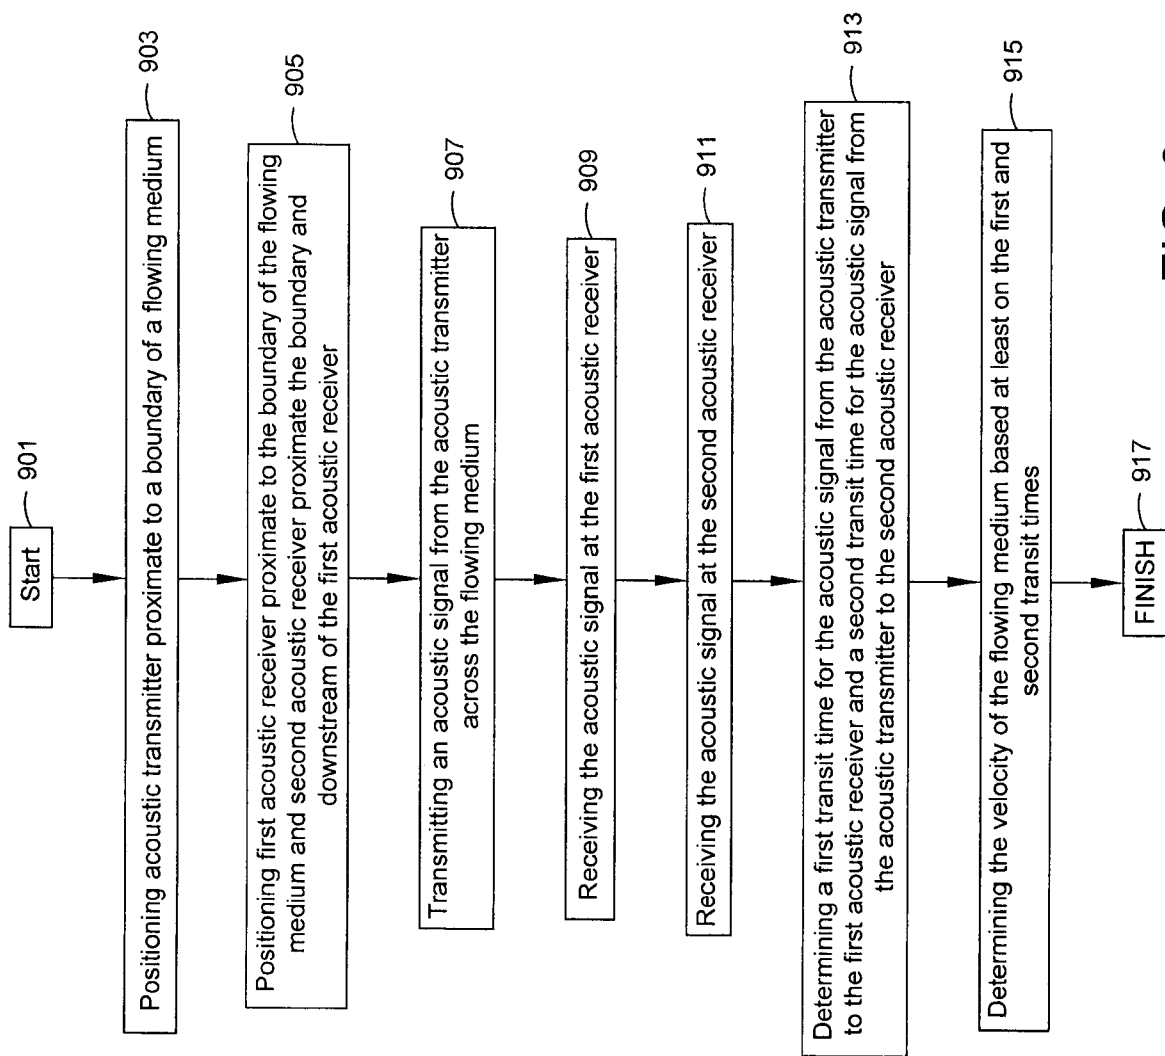 Start
901
Positioning acoustic transmitter proximate to a boundary of a flowing medium
903
Positioning first acoustic receiver proximate to the boundary of the flowing
medium and second acoustic receiver proximate the boundary and
downstream of the first acoustic receiver
905
Transmitting an acoustic signal from the acoustic transmitter
across the flowing medium
907
Receiving the acoustic signal at the first acoustic receiver
909
Receiving the acoustic signal at the second acoustic receiver
911
Determining a first transit time for the acoustic signal from the acoustic transmitter
to the first acoustic receiver and a second transit time for the acoustic signal from
the acoustic transmitter to the second acoustic receiver
913
Determining the velocity of the flowing medium based at least on the first and
second transit times
915
FINISH
917